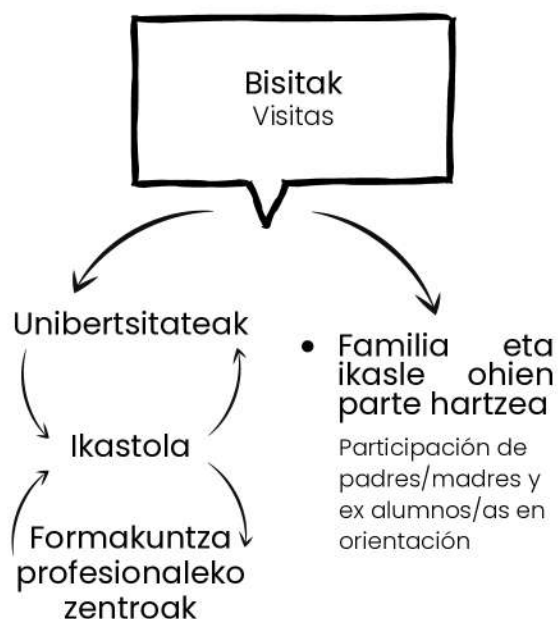 Bisitak
Visitas
Unibertsitateak
Ikastola
Formakuntza
profesionaleko
zentroak
• Familia eta
ikasle ohien
parte hartzea
Participación de
padres/madres y
ex alumnos/as en
orientación